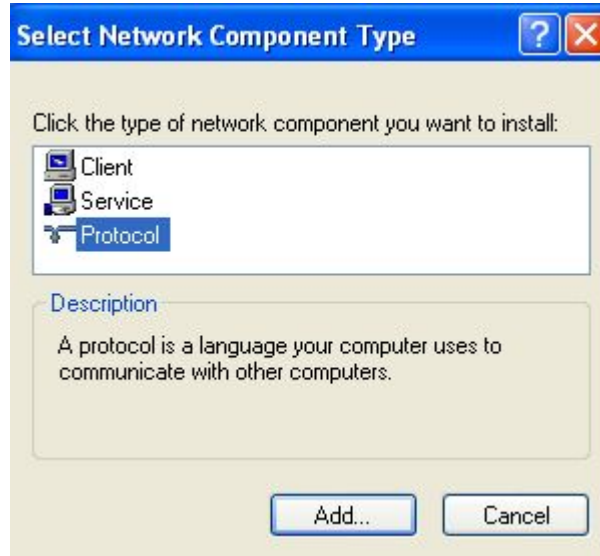 Select Network Component Type
Click the type of network component you want to install:
Client
Service
Protocol
Description
A protocol is a language your computer uses to
communicate with other computers.
Add... Cancel